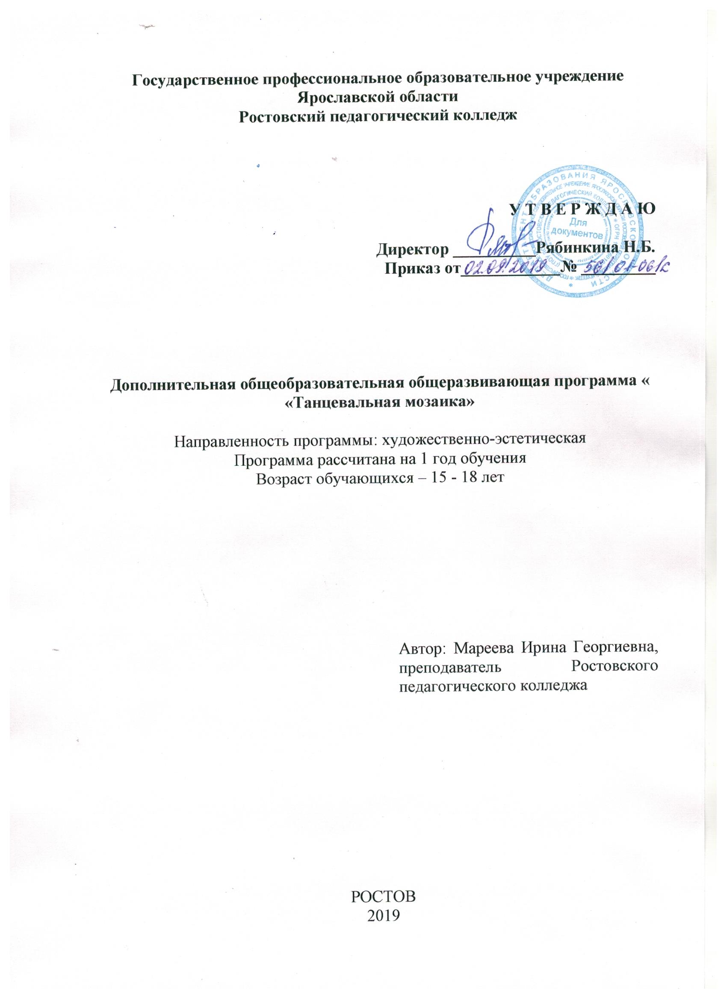 Государственное профессиональное образовательное учреждение
Ярославской области
Ростовский педагогический колледж
У Т В Е Р Ж Д А Ю
Для
документов
Директор __________Рябинкина Н.Б.
Приказ от 02.09.2019 № 56/01-06/к
Дополнительная общеобразовательная общеразвивающая программа «
«Танцевальная мозаика»
Направленность программы: художественно-эстетическая
Программа рассчитана на 1 год обучения
Возраст обучающихся – 15 - 18 лет
Автор: Мареева Ирина Георгиевна,
преподаватель Ростовского
педагогического колледжа
РОСТОВ
2019